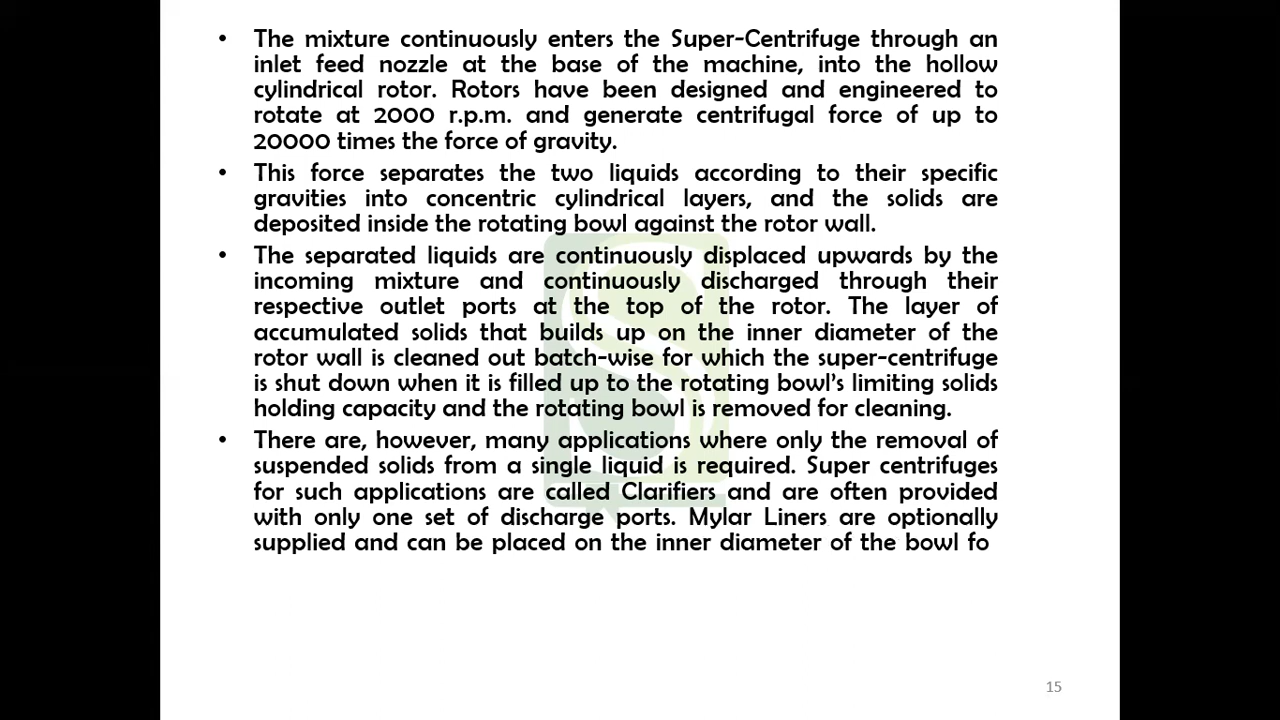 • The mixture continuously enters the Super-Centrifuge through an
inlet feed nozzle at the base of the machine, into the hollow
cylindrical rotor. Rotors have been designed and engineered to
rotate at 2000 r.p.m. and generate centrifugal force of up to
20000 times the force of gravity.
• This force separates the two liquids according to their specific
gravities into concentric cylindrical layers, and the solids are
deposited inside the rotating bowl against the rotor wall.
• The separated liquids are continuously displaced upwards by the
incoming mixture and continuously discharged through their
respective outlet ports at the top of the rotor. The layer of
accumulated solids that builds up on the inner diameter of the
rotor wall is cleaned out batch-wise for which the super-centrifuge
is shut down when it is filled up to the rotating bowl’s limiting solids
holding capacity and the rotating bowl is removed for cleaning.
• There are, however, many applications where only the removal of
suspended solids from a single liquid is required. Super centrifuges
for such applications are called Clarifiers and are often provided
with only one set of discharge ports. Mylar Liners are optionally
supplied and can be placed on the inner diameter of the bowl fo
15